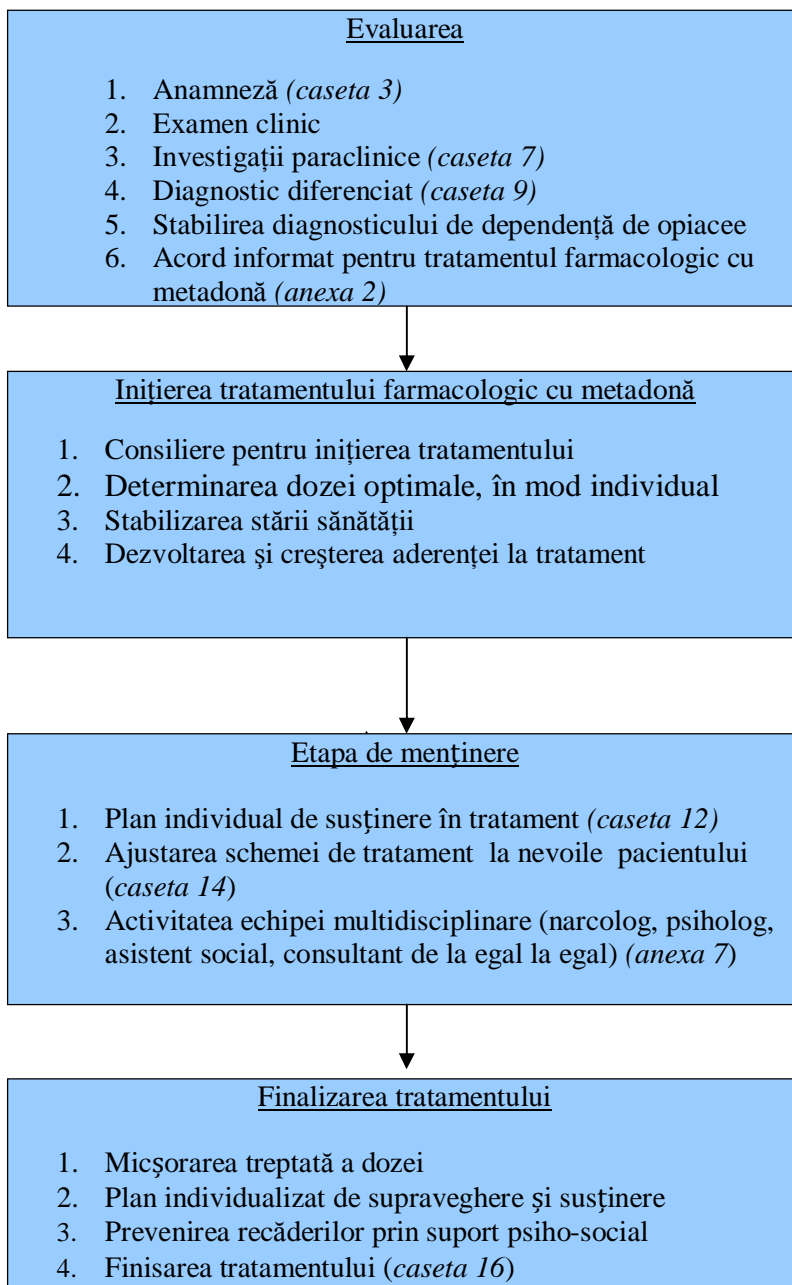 Evaluarea
1. Anamneză (caseta 3)
2. Examen clinic
3. Investigații paraclinice (caseta 7)
4. Diagnostic diferenciat (caseta 9)
5. Stabilirea diagnosticului de dependență de opiacee
6. Acord informat pentru tratamentul farmacologic cu
metadonă (anexa 2)
Inițierea tratamentului farmacologic cu metadonă
1. Consiliere pentru inițierea tratamentului
2. Determinarea dozei optimale, în mod individual
3. Stabilizarea stării sănătății
4. Dezvoltarea şi creşterea aderenței la tratament
Etapa de menţinere
1. Plan individual de susţinere în tratament (caseta 12)
2. Ajustarea schemei de tratament la nevoile pacientului
(caseta 14)
3. Activitatea echipei multidisciplinare (narcolog, psiholog,
asistent social, consultant de la egal la egal) (anexa 7)
Finalizarea tratamentului
1. Micşorarea treptată a dozei
2. Plan individualizat de supraveghere şi susţinere
3. Prevenirea recăderilor prin suport psiho-social
4. Finisarea tratamentului (caseta 16)